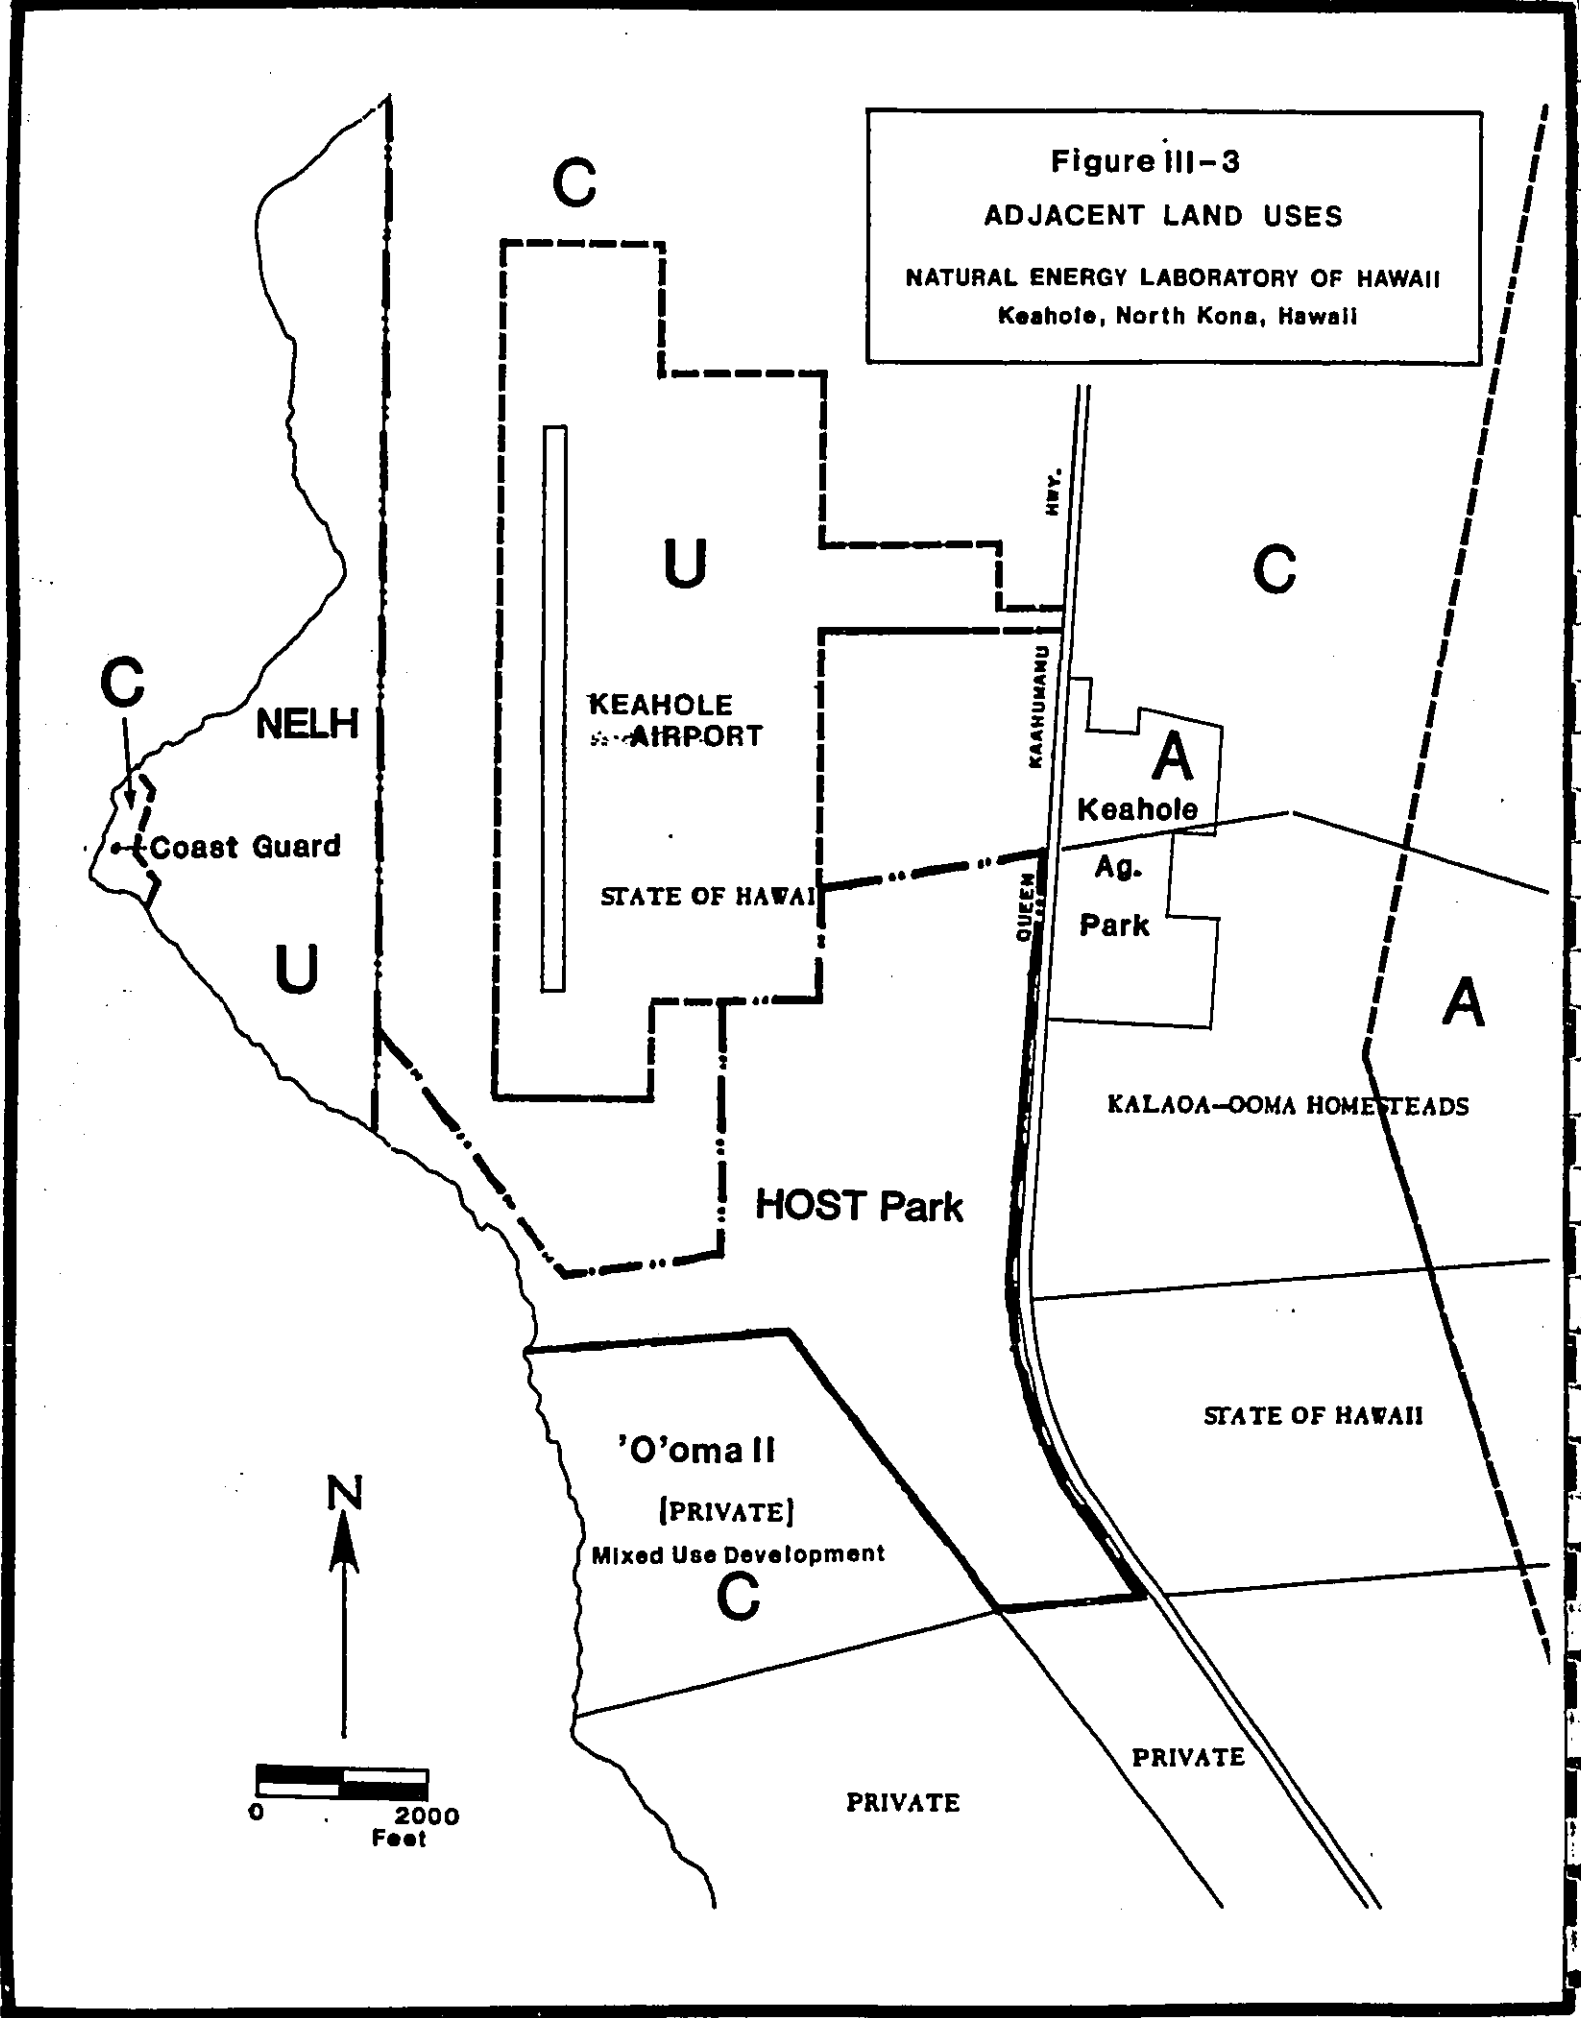 Figure III-3
ADJACENT LAND USES
NATURAL ENERGY LABORATORY OF HAWAII
Keahole, North Kona, Hawaii
C
HWY.
U
C
C
NELH
KEAHOLE
AIRPORT
KAAHUMANU
A
Keahole
Coast Guard
Ag.
STATE OF HAWAI
QUEEN
Park
U
A
KALAOA-OOMA HOMESTEADS
HOST Park
STATE OF HAWAII
'O'oma II
[PRIVATE]
Mixed Use Development
C
N
PRIVATE
PRIVATE
0 2000
Feet